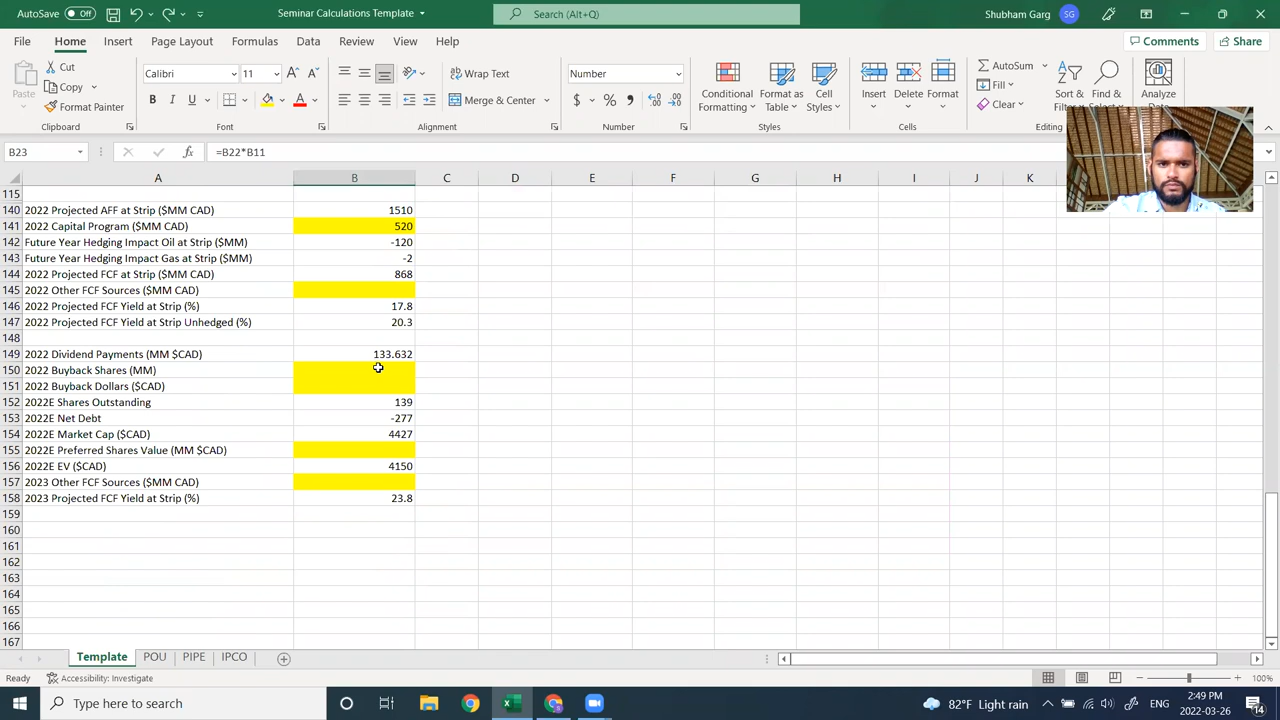 AutoSave Off Seminar Calculations Template Search (Alt+Q) Shubham Garg SG
File Home Insert Page Layout Formulas Data Review View Help Comments Share
Paste Cut Copy Format Painter Calibri 11 Wrap Text Merge & Center Number Conditional Formatting Format as Table Cell Styles Insert Delete Format AutoSum Fill Clear Sort & Filter Find & Select Analyze Data
Clipboard Font Alignment Number Styles Cells Editing
B23 fx =B22*B11
A B C D E F G H I J K
115
140 2022 Projected AFF at Strip ($MM CAD) 1510
141 2022 Capital Program ($MM CAD) 520
142 Future Year Hedging Impact Oil at Strip ($MM) -120
143 Future Year Hedging Impact Gas at Strip ($MM) -2
144 2022 Projected FCF at Strip ($MM CAD) 868
145 2022 Other FCF Sources ($MM CAD)
146 2022 Projected FCF Yield at Strip (%) 17.8
147 2022 Projected FCF Yield at Strip Unhedged (%) 20.3
148
149 2022 Dividend Payments (MM $CAD) 133.632
150 2022 Buyback Shares (MM)
151 2022 Buyback Dollars ($CAD)
152 2022E Shares Outstanding 139
153 2022E Net Debt -277
154 2022E Market Cap ($CAD) 4427
155 2022E Preferred Shares Value (MM $CAD)
156 2022E EV ($CAD) 4150
157 2023 Other FCF Sources ($MM CAD)
158 2023 Projected FCF Yield at Strip (%) 23.8
159
160
161
162
163
164
165
166
167
Template POU PIPE IPCO
Ready Accessibility: Investigate 100%
Type here to search 82°F Light rain ENG 2:49 PM 2022-03-26 14